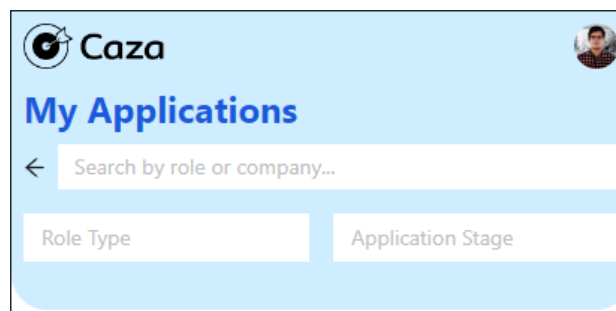 Caza
My Applications
Search by role or company...
Role Type
Application Stage